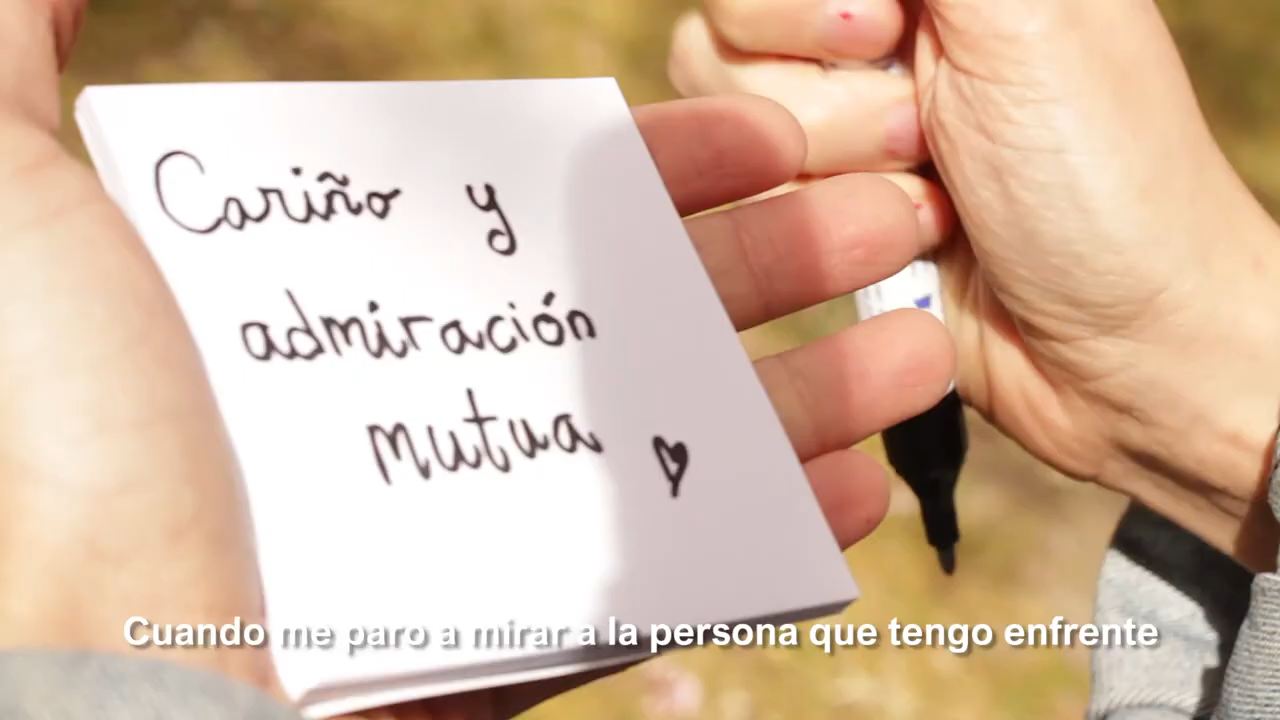 Cariño y
admiración
mutua
Cuando me paro a mirar a la persona que tengo enfrente